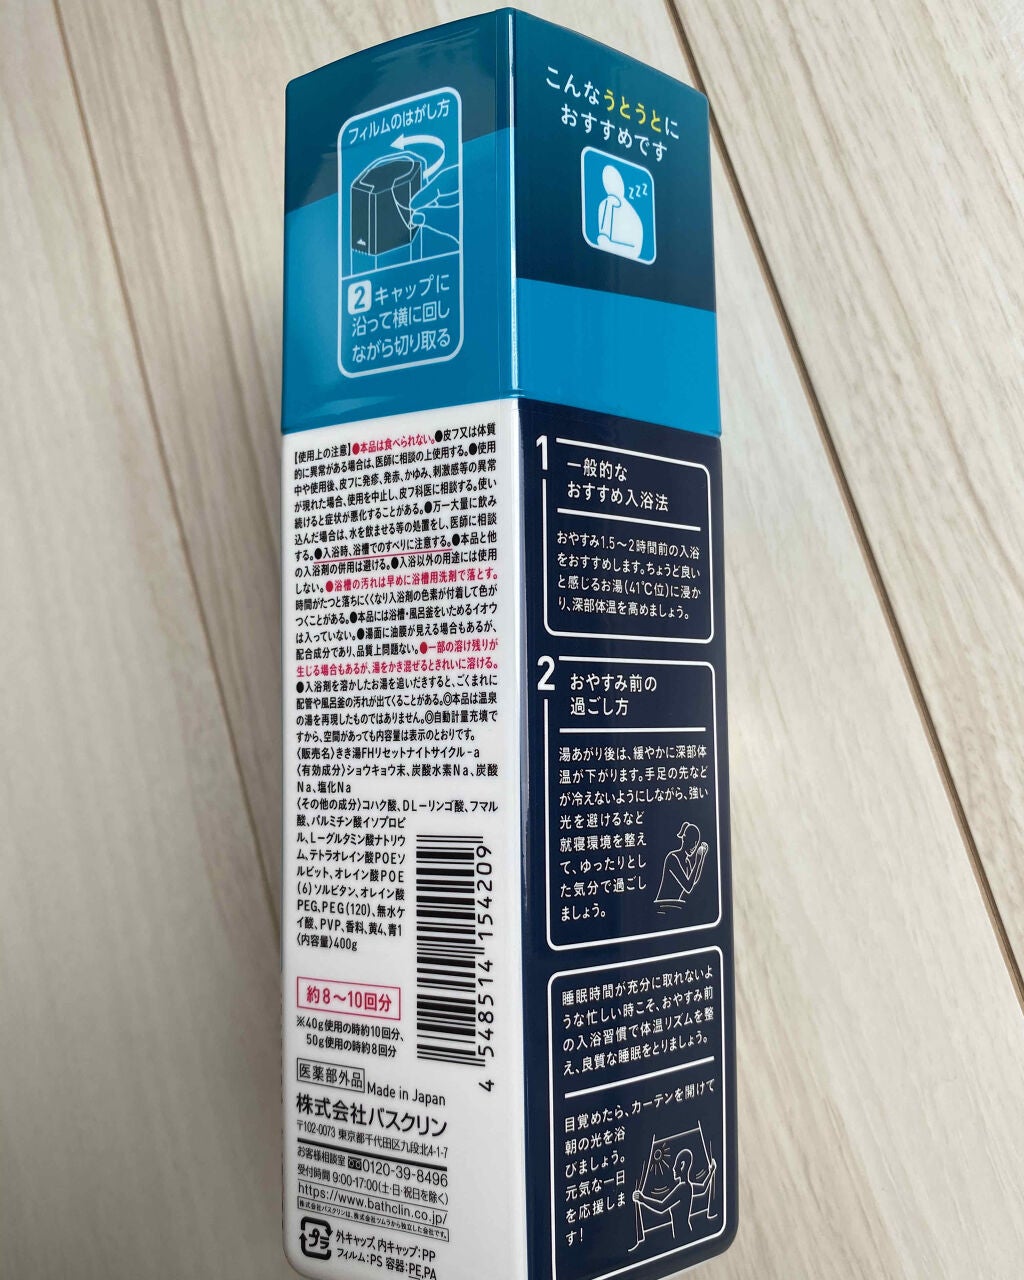 フィルムのはがし方
2 キャップに
沿って横に回し
ながら切り取る
【使用上の注意】●本品は食べられない。●皮フ又は体質
的に異常がある場合は、医師に相談の上使用する。●使用
中や使用後、皮フに発疹、発赤、かゆみ、刺激感等の異常
が現れた場合、使用を中止し、皮フ科医に相談する。使い
続けると症状が悪化することがある。●万一大量に飲み
込んだ場合は、水を飲ませる等の処置をし、医師に相談
する。●入浴時、浴槽でのすべりに注意する。●本品と他
の入浴剤の併用は避ける。●入浴以外の用途には使用
しない。●浴槽の汚れは早めに浴槽用洗剤で落とす。
時間がたつと落ちにくくなり入浴剤の色素が付着して色が
つくことがある。●本品には浴槽・風呂釜をいためるイオウ
は入っていない。●湯面に油膜が見える場合もあるが、
配合成分であり、品質上問題ない。●一部の溶け残りが
生じる場合もあるが、湯をかき混ぜるときれいに溶ける。
●入浴剤を溶かしたお湯を追いだきすると、ごくまれに
配管や風呂釜の汚れが出てくることがある。◎本品は温泉
の湯を再現したものではありません。◎自動計量充填で
すから、空間があっても内容量は表示のとおりです。
〈販売名〉きき湯FHリセットナイトサイクル-a
〈有効成分〉ショウキョウ末、炭酸水素Na、炭酸
Na、塩化Na
〈その他の成分〉コハク酸、DL-リンゴ酸、フマル
酸、パルミチン酸イソプロピ
ル、L-グルタミン酸ナトリウ
ム、テトラオレイン酸POEソ
ルビット、オレイン酸POE
(6)ソルビタン、オレイン酸
PEG、PEG(120)、無水ケ
イ酸、PVP、香料、黄4、青1
〈内容量〉400g
約8～10回分
※40g使用の時約10回分、
50g使用の時約8回分
4 548514 154209
医薬部外品 Made in Japan
株式会社バスクリン
〒102-0073 東京都千代田区九段北4-1-7
お客様相談室 0120-39-8496
受付時間 9:00-17:00(土・日・祝日を除く)
https://www.bathclin.co.jp/
株式会社バスクリンは、株式会社ツムラから独立した会社です。
プラ
外キャップ、内キャップ:PP
フィルム:PS 容器:PE,PA
こんなうとうとに
おすすめです
zzz
1 一般的な
おすすめ入浴法
おやすみ1.5～2時間前の入浴
をおすすめします。ちょうど良い
と感じるお湯(41℃位)に浸か
り、深部体温を高めましょう。
2 おやすみ前の
過ごし方
湯あがり後は、緩やかに深部体
温が下がります。手足の先など
が冷えないようにしながら、強い
光を避けるなど
就寝環境を整え
て、ゆったりとし
た気分で過ごし
ましょう。
睡眠時間が充分に取れないよ
うな忙しい時こそ、おやすみ前
の入浴習慣で体温リズムを整
え、良質な睡眠をとりましょう。
目覚めたら、カーテンを開けて
朝の光を浴
びましょう。
元気な一日
を応援しま
す!